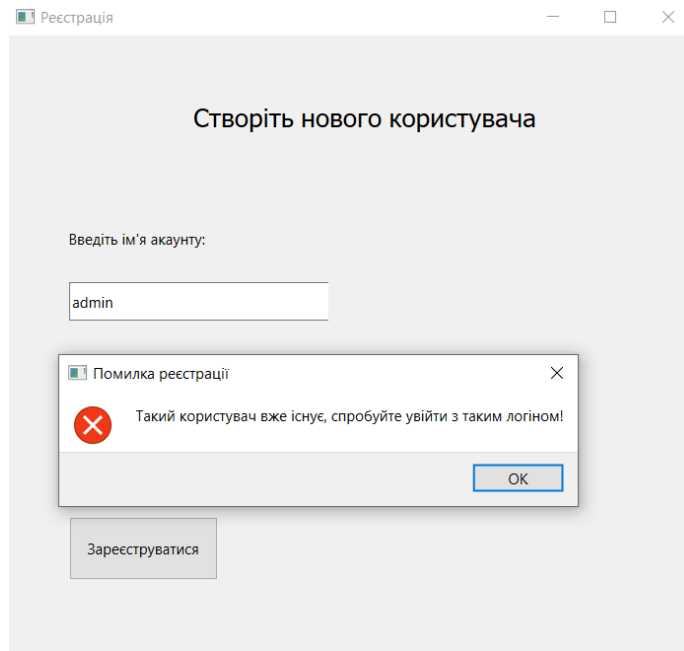 Реєстрація
Створіть нового користувача
Введіть ім'я акаунту:
admin
Помилка реєстрації
Такий користувач вже існує, спробуйте увійти з таким логіном!
OK
Зареєструватися